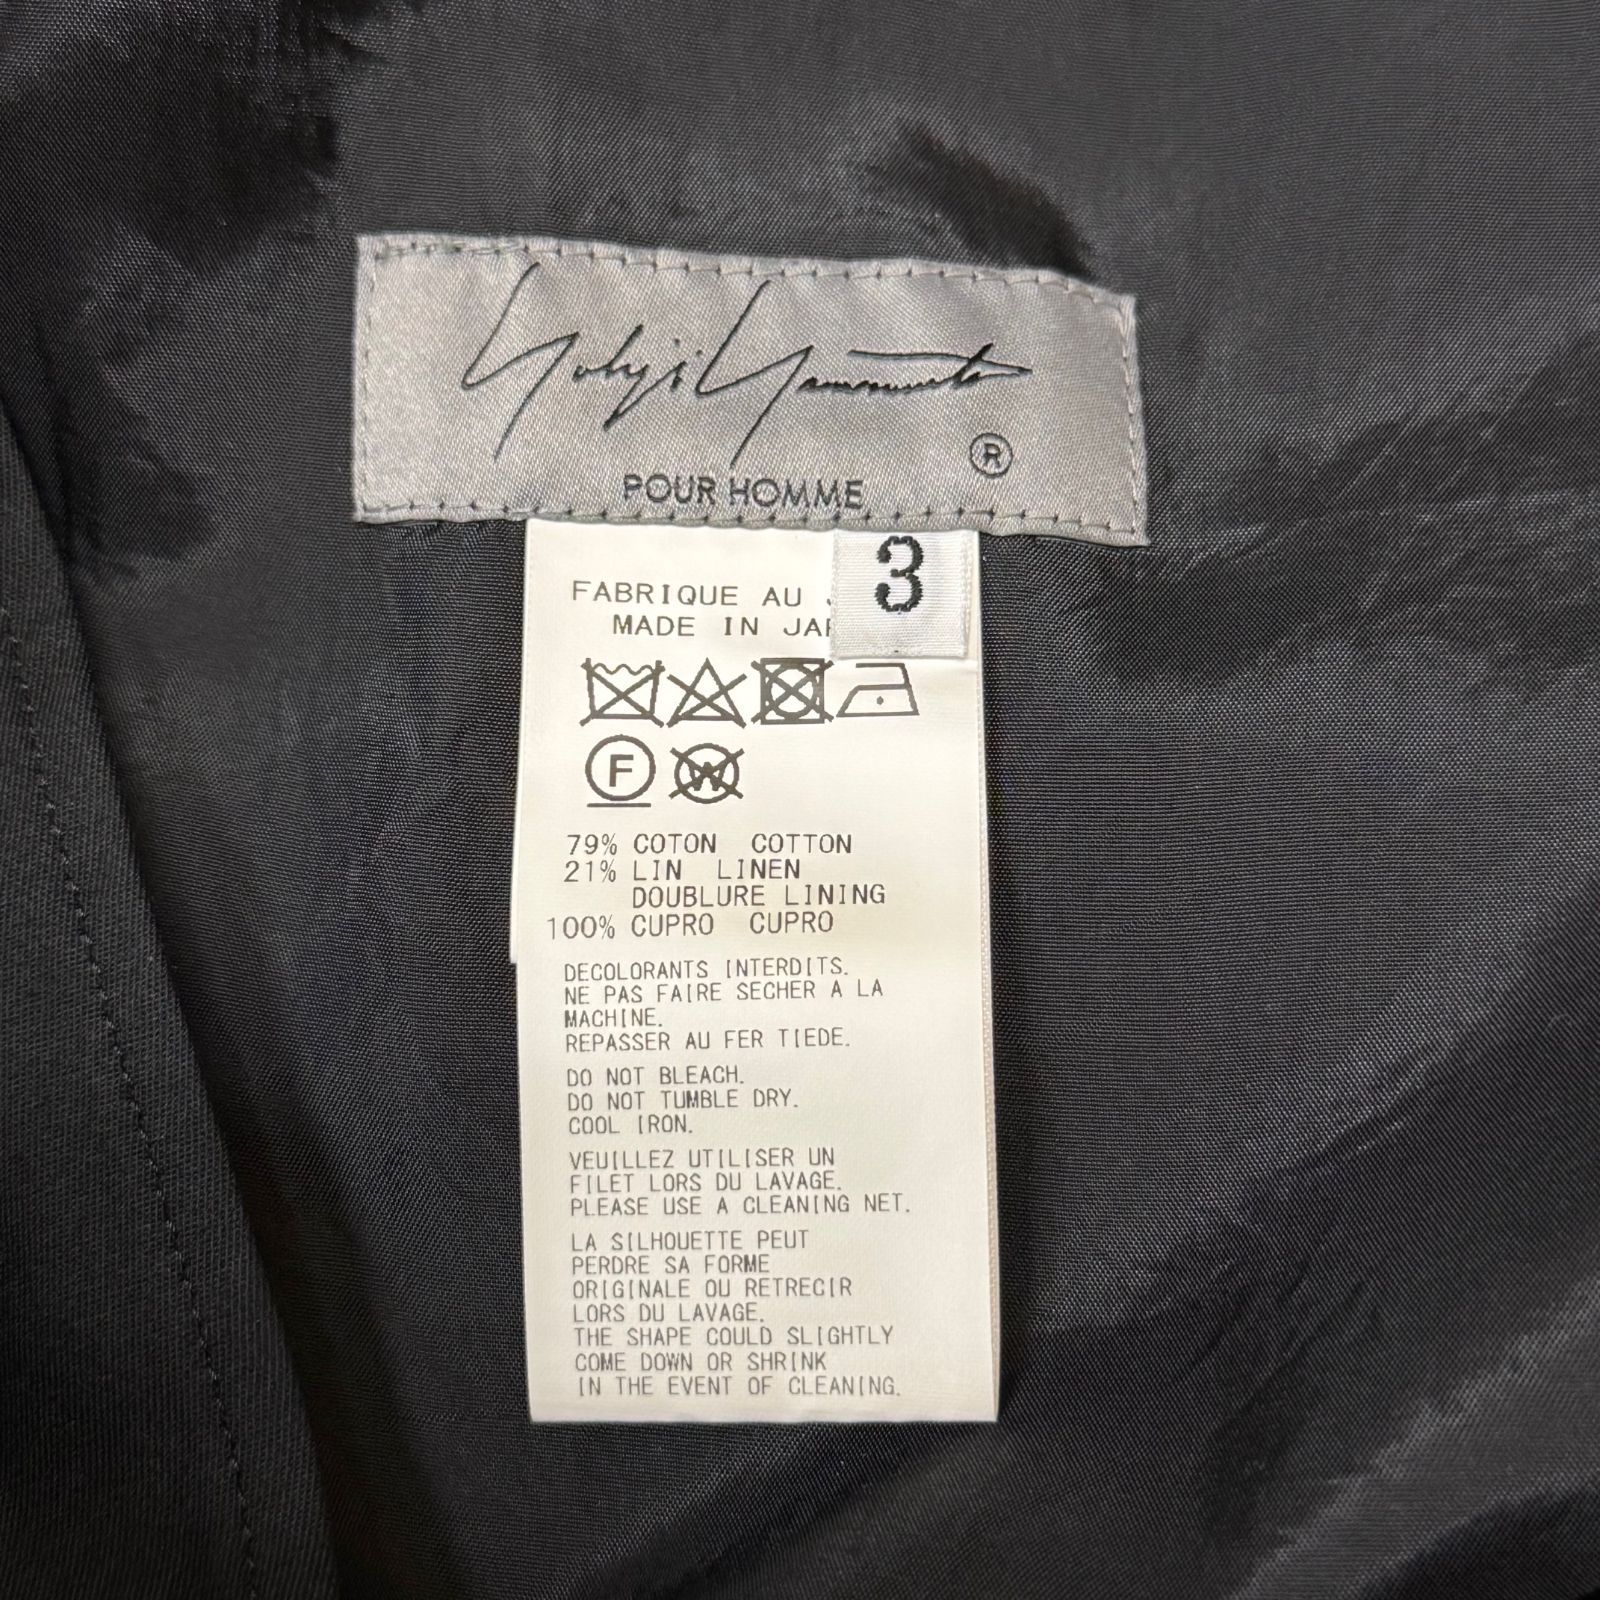 Yohji Yamamoto
®
POUR HOMME
3
FABRIQUE AU
MADE IN
F
W
79% COTON COTTON
21% LIN LINEN
DOUBLURE LINING
100% CUPRO CUPRO
DECOLORANTS INTERDITS.
NE PAS FAIRE SECHER A LA
MACHINE.
REPASSER AU FER TIEDE.
DO NOT BLEACH.
DO NOT TUMBLE DRY.
COOL IRON.
VEUILLEZ UTILISER UN
FILET LORS DU LAVAGE.
PLEASE USE A CLEANING NET.
LA SILHOUETTE PEUT
PERDRE SA FORME
ORIGINALE OU RETRECIR
LORS DU LAVAGE.
THE SHAPE COULD SLIGHTLY
COME DOWN OR SHRINK
IN THE EVENT OF CLEANING.